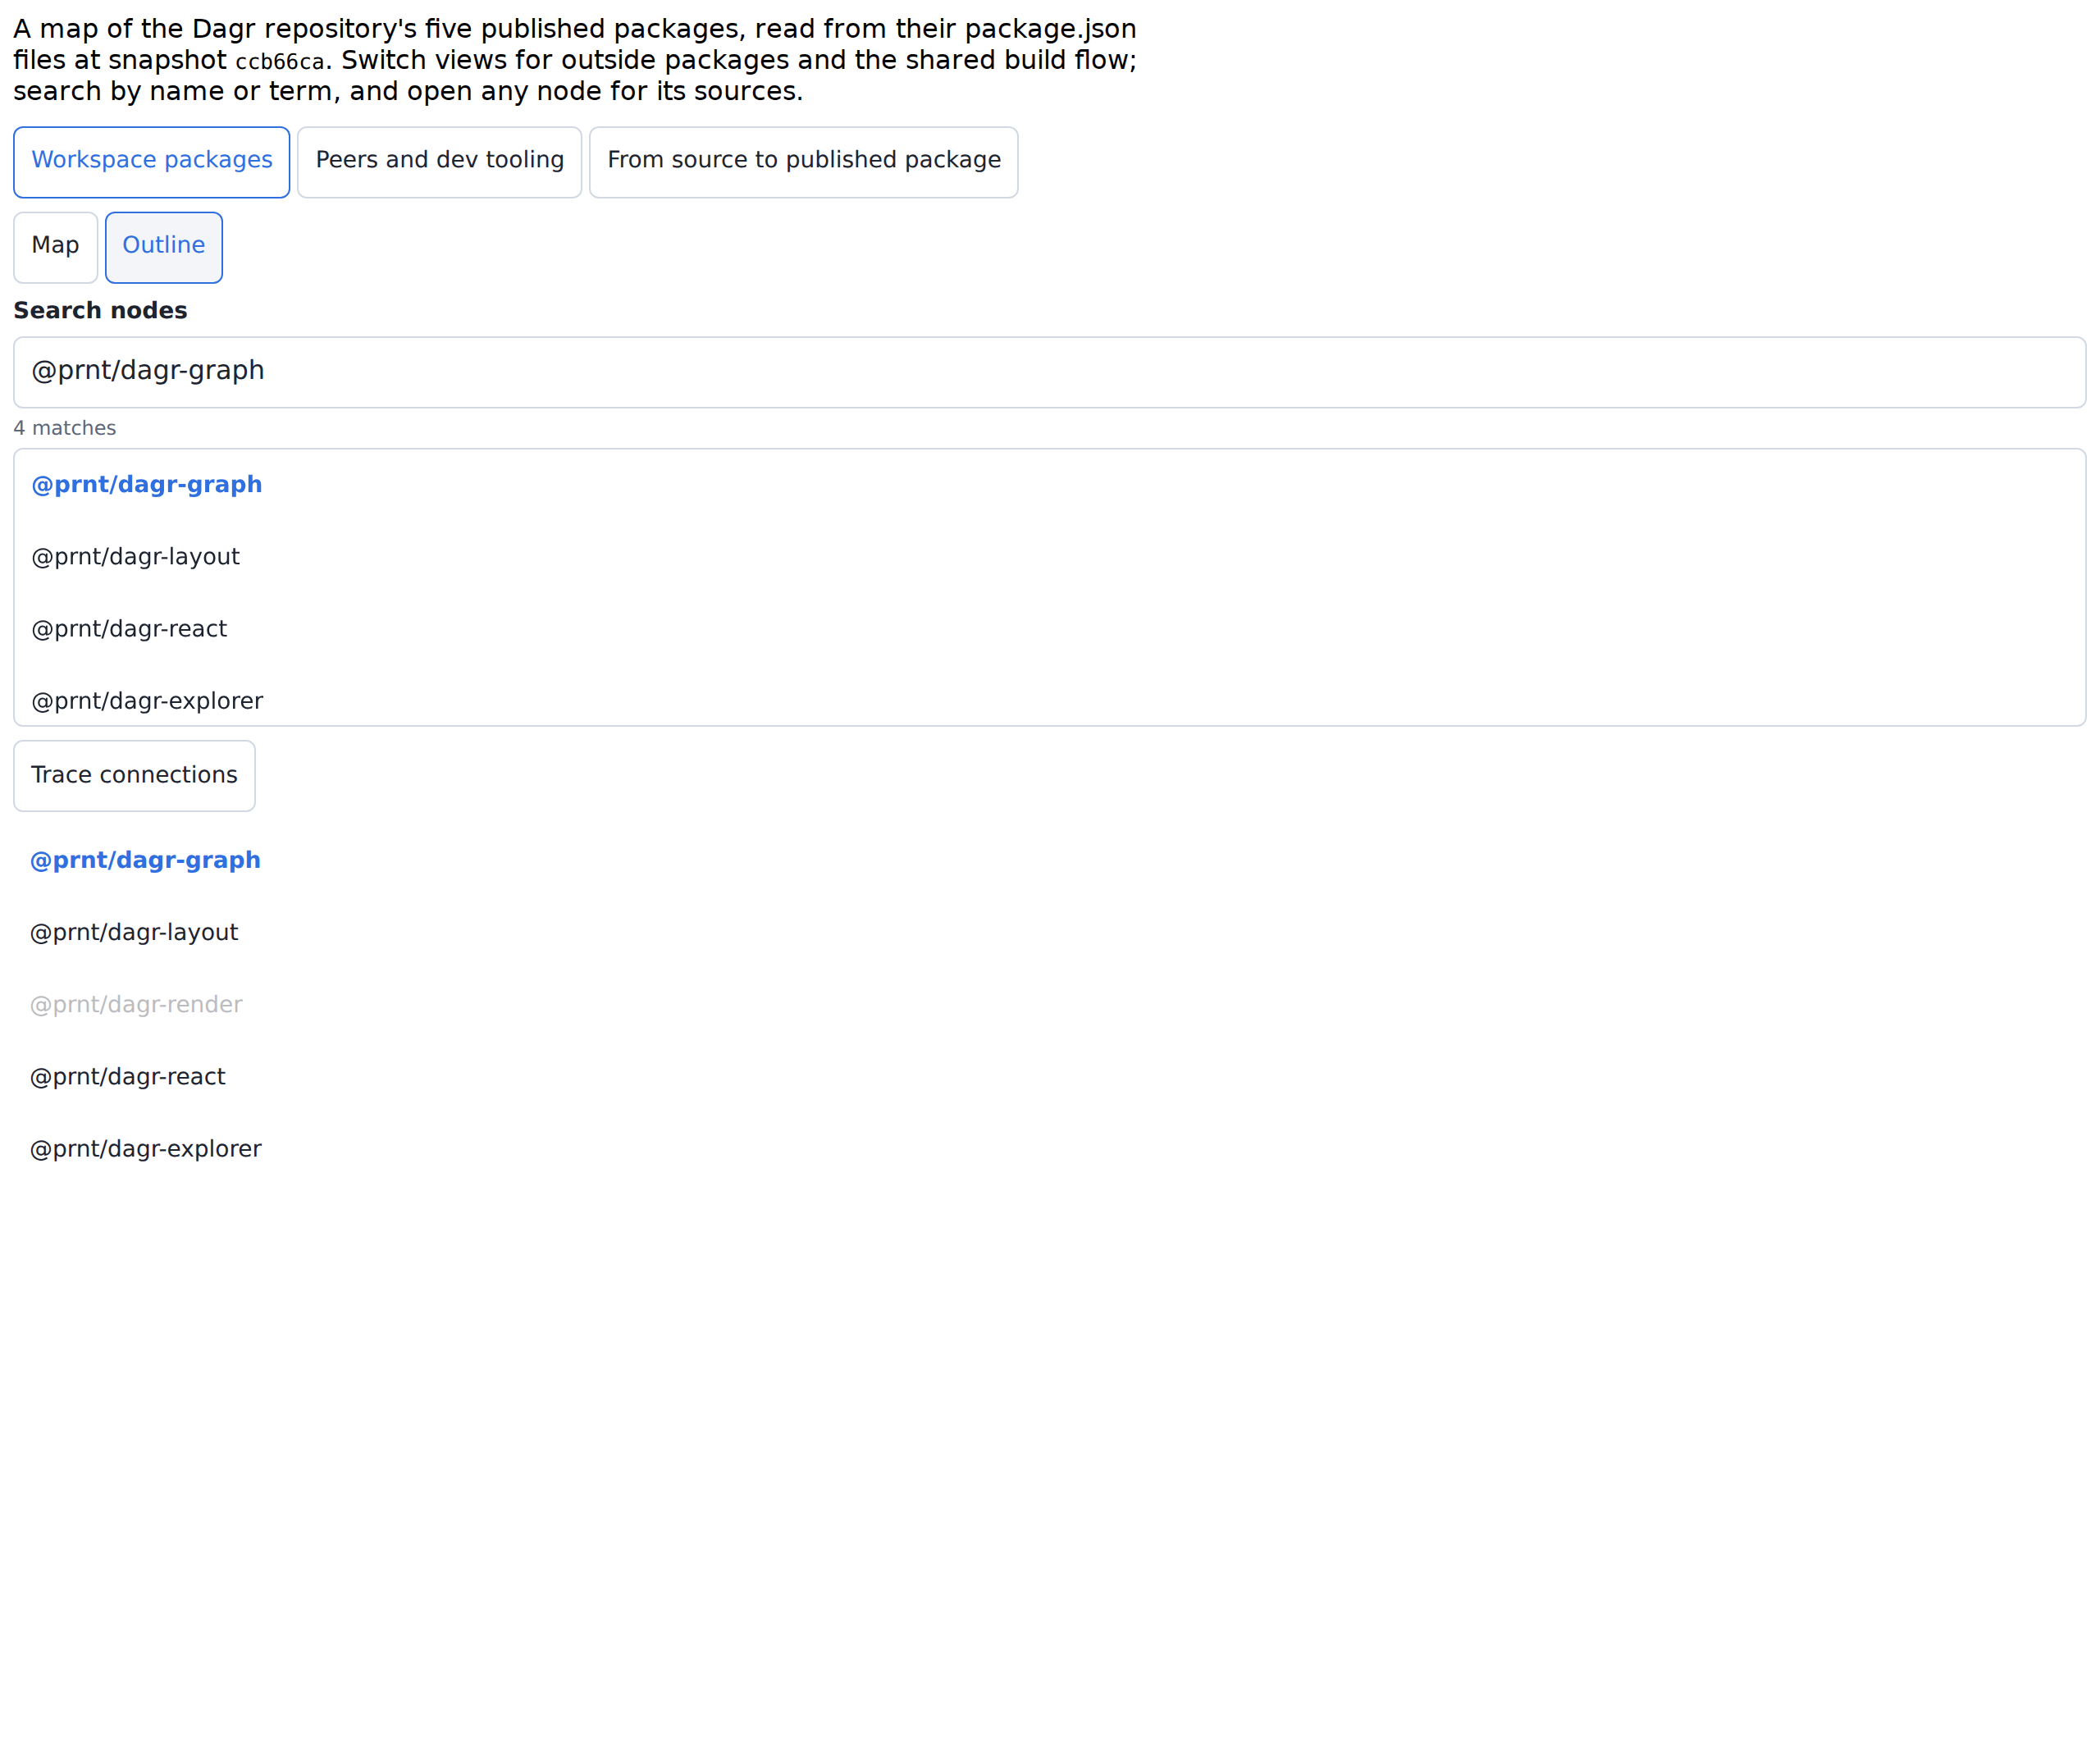 A map of the Dagr repository's five published packages, read from their package.json
files at snapshot ccb66ca. Switch views for outside packages and the shared build flow;
search by name or term, and open any node for its sources.
Workspace packages Peers and dev tooling From source to published package
Map Outline
Search nodes
@prnt/dagr-graph
4 matches
@prnt/dagr-graph
@prnt/dagr-layout
@prnt/dagr-react
@prnt/dagr-explorer
Trace connections
@prnt/dagr-graph
@prnt/dagr-layout
@prnt/dagr-render
@prnt/dagr-react
@prnt/dagr-explorer